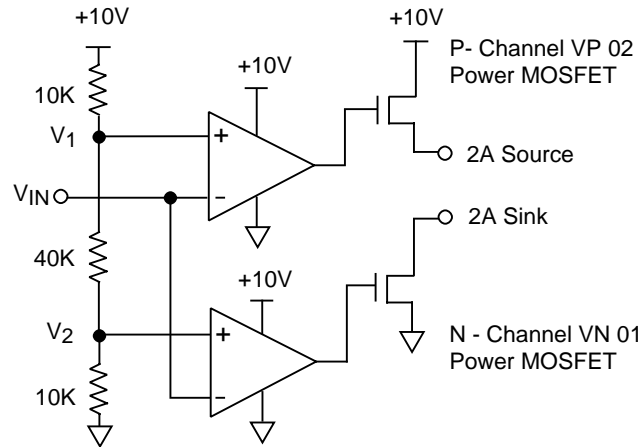 +10V
+10V
P- Channel VP 02
Power MOSFET
+10V
10K
V1
+
-
2A Source
VIN
2A Sink
40K
+10V
V2
+
N - Channel VN 01
Power MOSFET
10K
-